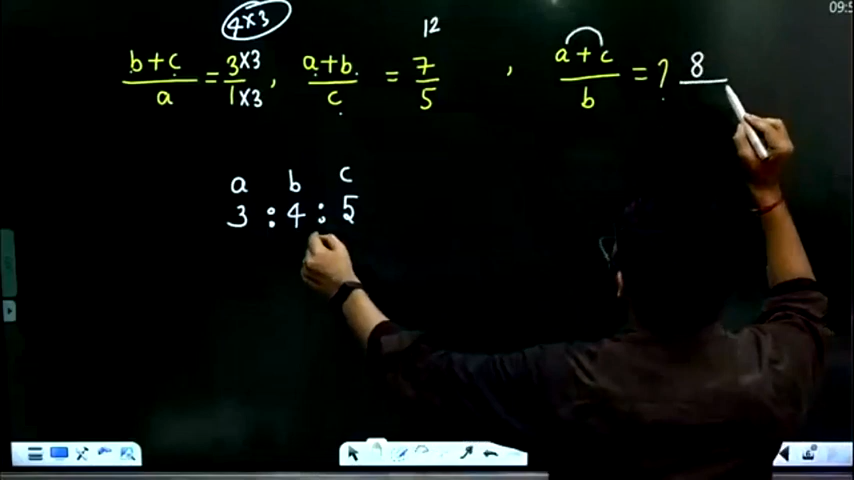 4×3
12
09:5
(b+c)/a = 3×3/1×3 , (a+b)/c = 7/5 , (a+c)/b = ? 8/
a b c
3 : 4 : 5